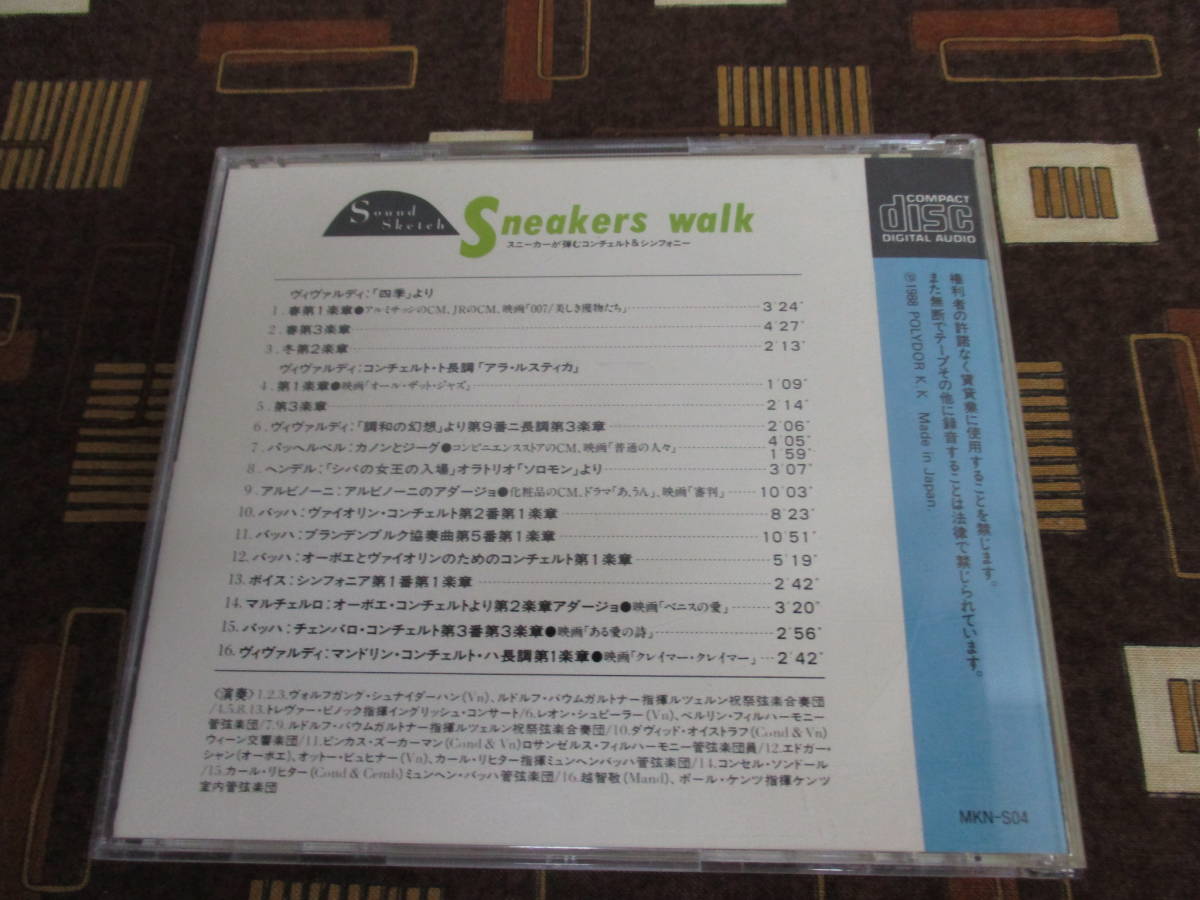 Sound
Sketch
Sneakers walk
スニーカーが弾むコンチェルト&シンフォニー
ヴィヴァルディ:「四季」より
1. 春第1楽章●アルミサッシのCM、JRのCM、映画「007/美しき獲物たち」 3'24"
2. 春第3楽章 4'27"
3. 冬第2楽章 2'13"
ヴィヴァルディ:コンチェルト・ト長調「アラ・ルスティカ」
4. 第1楽章●映画「オール・ザット・ジャズ」 1'09"
5. 第3楽章 2'14"
6. ヴィヴァルディ:「調和の幻想」より第9番ニ長調第3楽章 2'06"
7. パッヘルベル:カノンとジーグ●コンビニエンスストアのCM、映画「普通の人々」 4'05" 1'59"
8. ヘンデル:「シバの女王の入場」オラトリオ「ソロモン」より 3'07"
9. アルビノーニ:アルビノーニのアダージョ●化粧品のCM、ドラマ「あ、うん」、映画「審判」 10'03"
10. バッハ:ヴァイオリン・コンチェルト第2番第1楽章 8'23"
11. バッハ:ブランデンブルク協奏曲第5番第1楽章 10'51"
12. バッハ:オーボエとヴァイオリンのためのコンチェルト第1楽章 5'19"
13. ボイス:シンフォニア第1番第1楽章 2'42"
14. マルチェルロ:オーボエ・コンチェルトより第2楽章アダージョ●映画「ベニスの愛」 3'20"
15. バッハ:チェンバロ・コンチェルト第3番第3楽章●映画「ある愛の詩」 2'56"
16. ヴィヴァルディ:マンドリン・コンチェルト・ハ長調第1楽章●映画「クレイマー・クレイマー」 2'42"
〈演奏〉1.2.3.ヴォルフガング・シュナイダーハン(Vn)、ルドルフ・バウムガルトナー指揮ルツェルン祝祭弦楽合奏団
/4.5.8.13.トレヴァー・ピノック指揮イングリッシュ・コンサート/6.レオン・シュピーラー(Vn)、ベルリン・フィルハーモニー
管弦楽団/7.9.ルドルフ・バウムガルトナー指揮ルツェルン祝祭弦楽合奏団/10.ダヴィッド・オイストラフ(Cond & Vn)
ウィーン交響楽団/11.ピンカス・ズーカーマン(Cond & Vn)ロサンゼルス・フィルハーモニー管弦楽団員/12.エドガー・
シャン(オーボエ)、オットー・ビュヒナー(Vn)、カール・リヒター指揮ミュンヘンバッハ管弦楽団/14.コンセル・ソンドール
/15.カール・リヒター(Cond & Cemb)ミュンヘン・バッハ管弦楽団/16.越智敬(Mand)、ポール・ケンツ指揮ケンツ
室内管弦楽団
COMPACT
disc
DIGITAL AUDIO
権利者の許諾なく賃貸業に使用することを禁じます。
また無断でテープその他に録音することは法律で禁じられています。
℗1988 POLYDOR K.K. Made in Japan.
MKN-S04